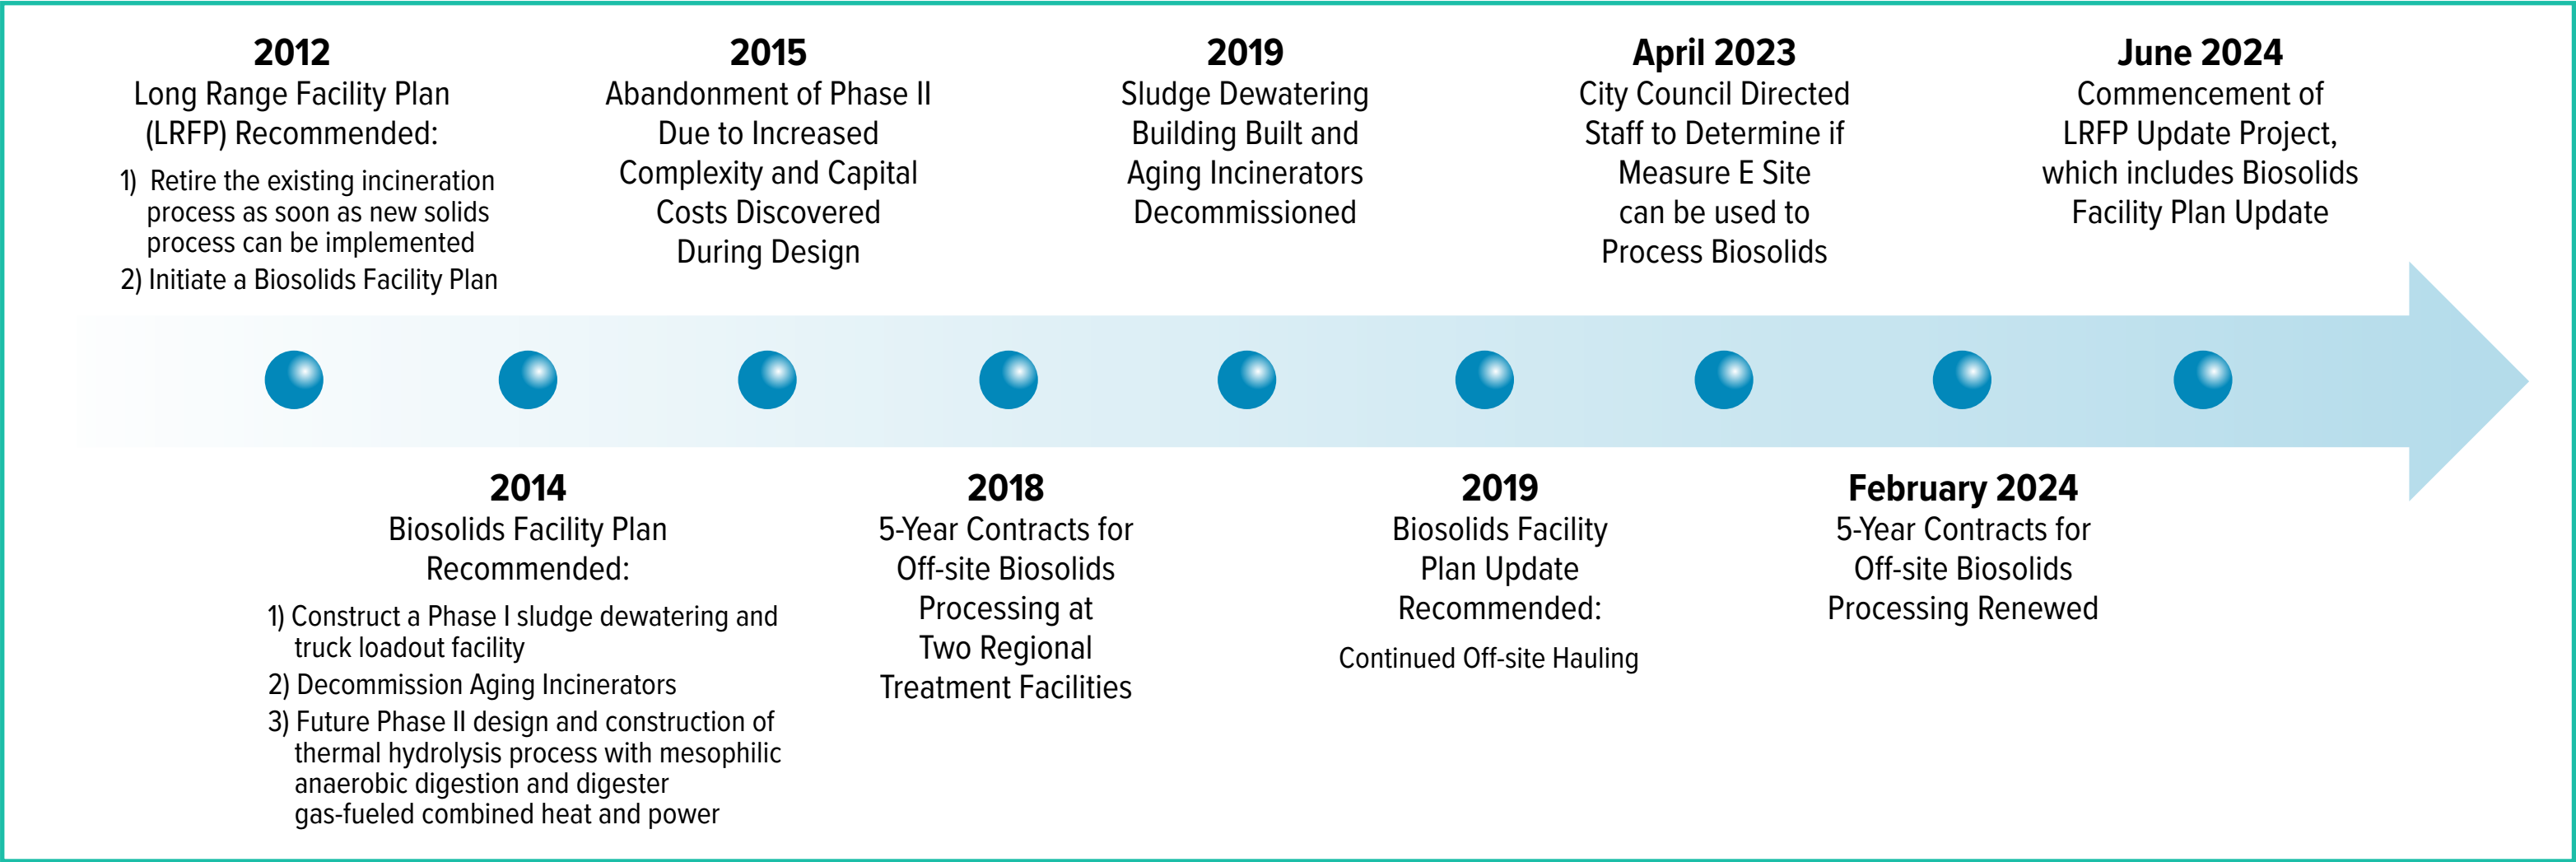 2012
Long Range Facility Plan
(LRFP) Recommended:
1) Retire the existing incineration
process as soon as new solids
process can be implemented
2) Initiate a Biosolids Facility Plan
2014
Biosolids Facility Plan
Recommended:
1) Construct a Phase I sludge dewatering and
truck loadout facility
2) Decommission Aging Incinerators
3) Future Phase II design and construction of
thermal hydrolysis process with mesophilic
anaerobic digestion and digester
gas-fueled combined heat and power
2015
Abandonment of Phase II
Due to Increased
Complexity and Capital
Costs Discovered
During Design
2018
5-Year Contracts for
Off-site Biosolids
Processing at
Two Regional
Treatment Facilities
2019
Sludge Dewatering
Building Built and
Aging Incinerators
Decommissioned
2019
Biosolids Facility
Plan Update
Recommended:
Continued Off-site Hauling
April 2023
City Council Directed
Staff to Determine if
Measure E Site
can be used to
Process Biosolids
February 2024
5-Year Contracts for
Off-site Biosolids
Processing Renewed
June 2024
Commencement of
LRFP Update Project,
which includes Biosolids
Facility Plan Update